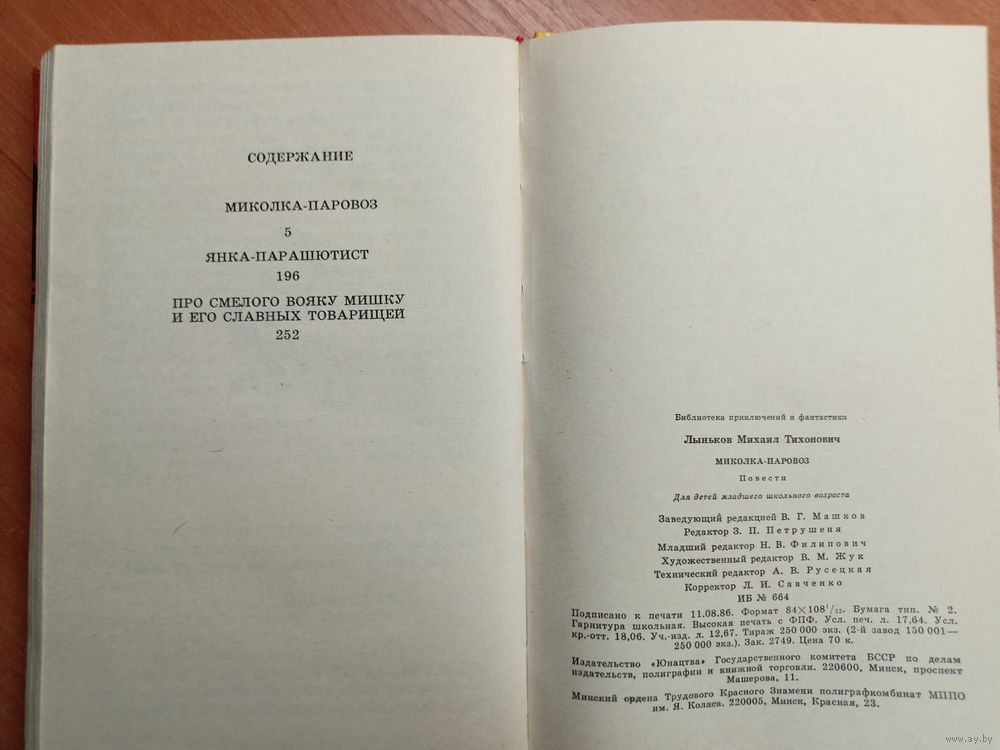 СОДЕРЖАНИЕ
МИКОЛКА-ПАРОВОЗ
5
ЯНКА-ПАРАШЮТИСТ
196
ПРО СМЕЛОГО ВОЯКУ МИШКУ
И ЕГО СЛАВНЫХ ТОВАРИЩЕЙ
252
Библиотека приключений и фантастики
Лыньков Михаил Тихонович
МИКОЛКА-ПАРОВОЗ
Повести
Для детей младшего школьного возраста
Заведующий редакцией В. Г. Машков
Редактор З. П. Петрушеня
Младший редактор Н. В. Филипович
Художественный редактор В. М. Жук
Технический редактор А. В. Русецкая
Корректор Л. И. Савченко
ИБ № 664
Подписано к печати 11.08.86. Формат 84×108¹/₃₂. Бумага тип. № 2.
Гарнитура школьная. Высокая печать с ФПФ. Усл. печ. л. 17,64. Усл.
кр.-отт. 18,06. Уч.-изд. л. 12,67. Тираж 250 000 экз. (2-й завод 150 001—
250 000 экз.). Зак. 2749. Цена 70 к.
Издательство «Юнацтва» Государственного комитета БССР по делам
издательств, полиграфии и книжной торговли. 220600, Минск, проспект
Машерова, 11.
Минский ордена Трудового Красного Знамени полиграфкомбинат МППО
им. Я. Коласа. 220005, Минск, Красная, 23.
www.ay.by